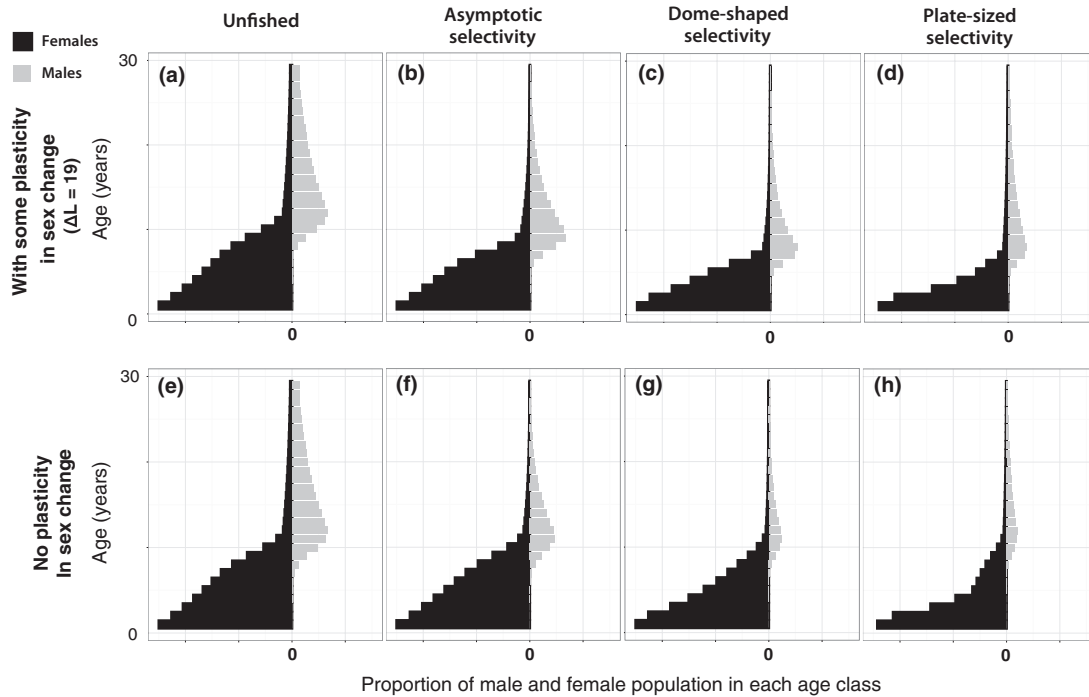 Unfished
Asymptotic
selectivity
Dome-shaped
selectivity
Plate-sized
selectivity
Females
Males
With some plasticity
in sex change
(ΔL = 19)
Age (years)
30
0
(a)
0
(b)
0
(c)
0
(d)
0
No plasticity
In sex change
Age (years)
30
0
(e)
0
(f)
0
(g)
0
(h)
0
Proportion of male and female population in each age class